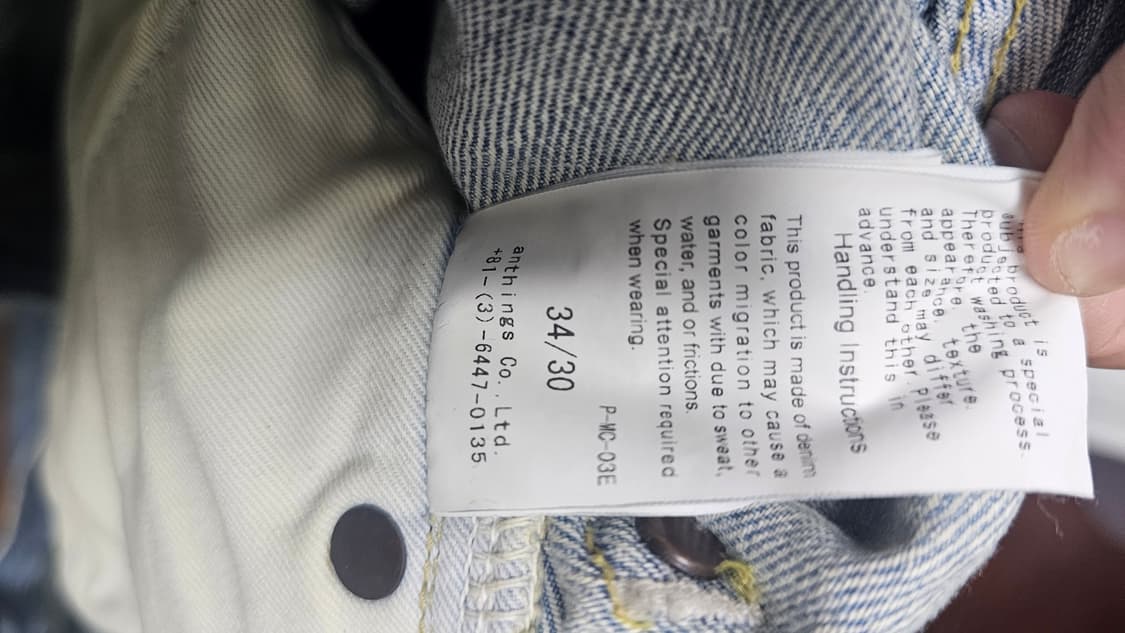 product is
subjected to a special
product washing process.
Therefore, the
appearance, texture.
and size may differ
from each other Please
understand this in
advance.
Handling Instructions
This product is made of denim
fabric, which may cause a
color migration to other
garments with due to sweat,
water, and or frictions.
Special attention required
when wearing.
P-MC-03E
34/30
anthings Co., Ltd.
+81-(3)-6447-0135